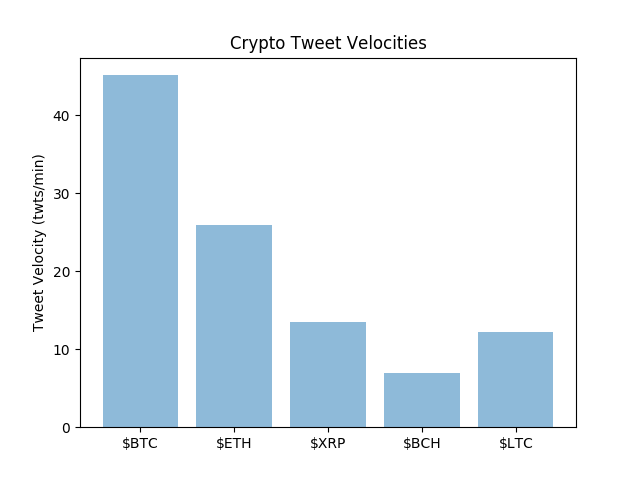 Crypto Tweet Velocities
Tweet Velocity (twts/min)
40
30
20
10
0
$BTC $ETH $XRP $BCH $LTC